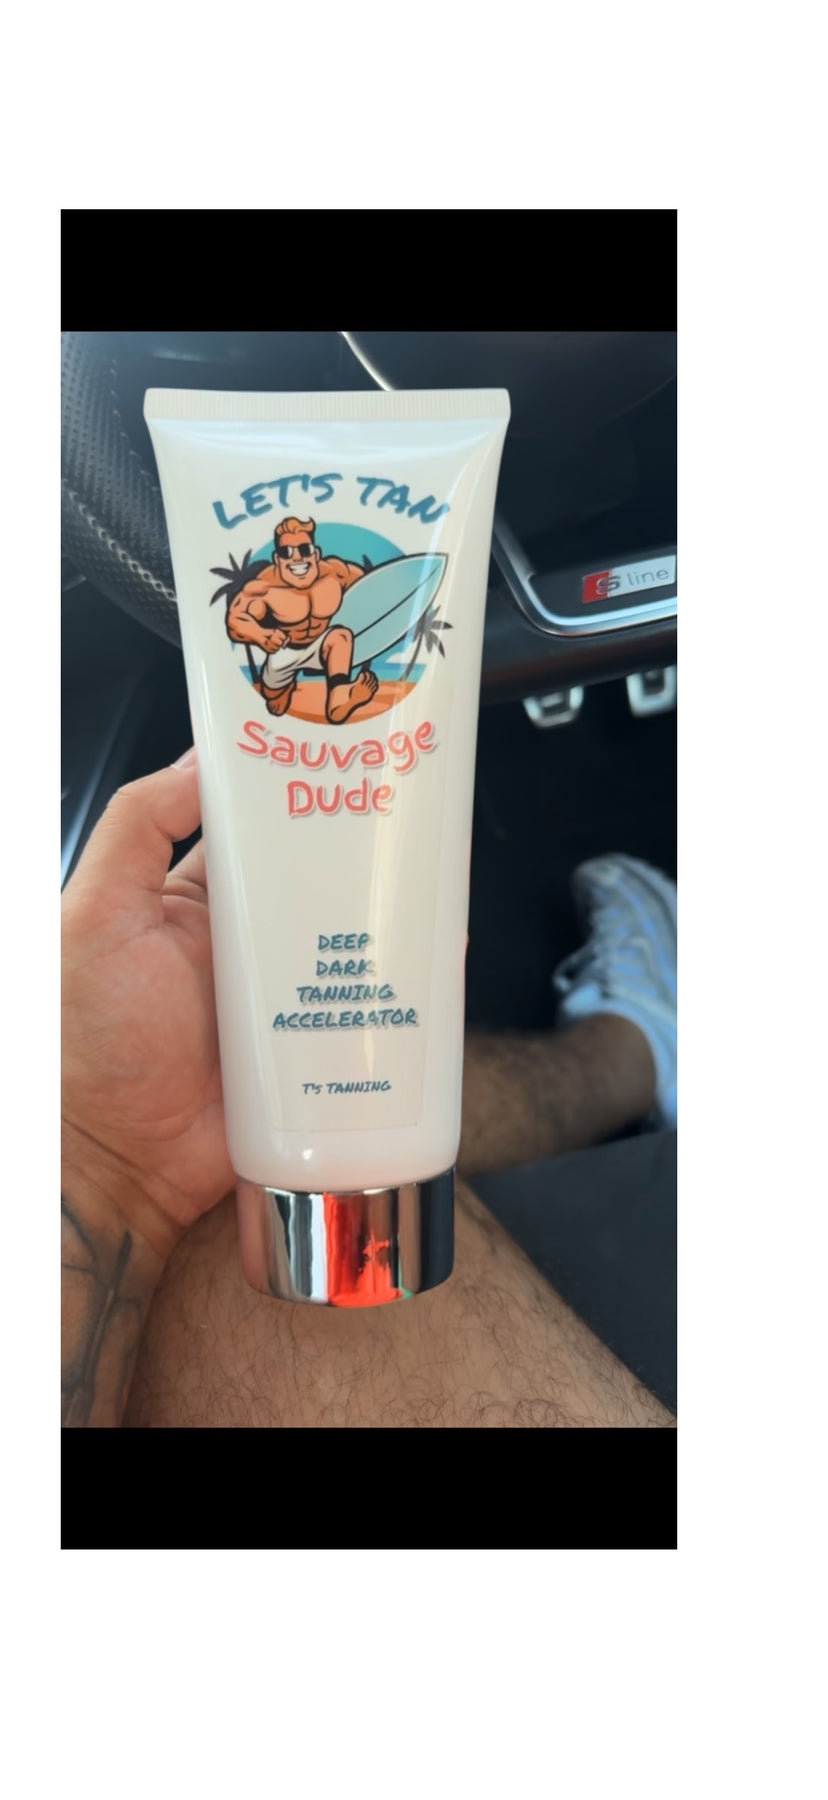 LET'S TAN
Sauvage
Dude
DEEP
DARK
TANNING
ACCELERATOR
T's TANNING
S line